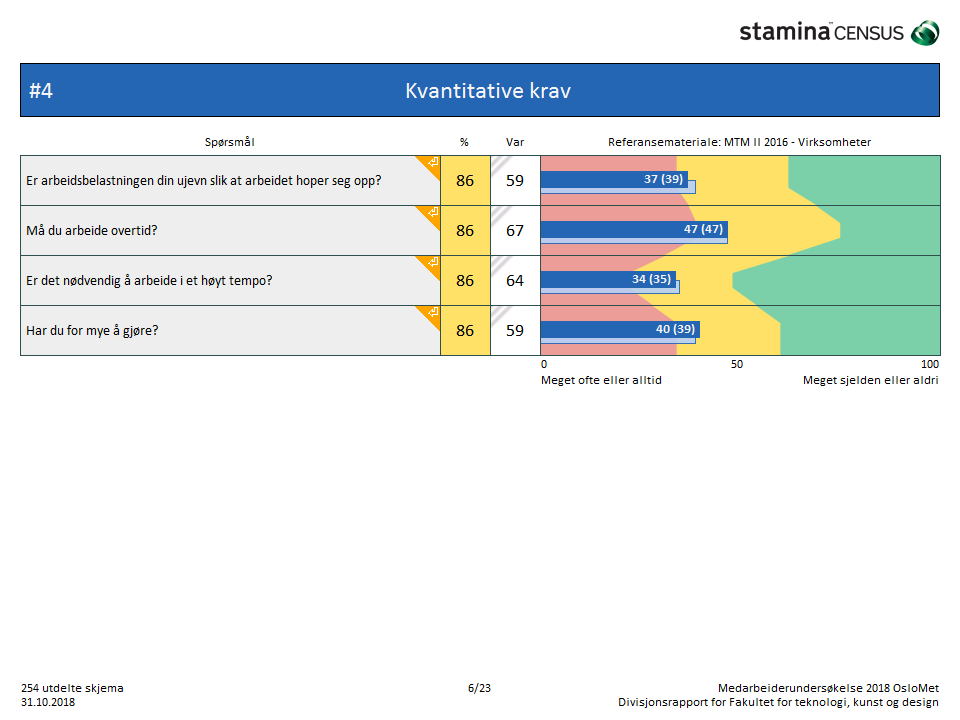 stamina™CENSUS
#4 Kvantitative krav
Spørsmål % Var Referansemateriale: MTM II 2016 - Virksomheter
Er arbeidsbelastningen din ujevn slik at arbeidet hoper seg opp? 86 59 37 (39)
Må du arbeide overtid? 86 67 47 (47)
Er det nødvendig å arbeide i et høyt tempo? 86 64 34 (35)
Har du for mye å gjøre? 86 59 40 (39)
0 50 100
Meget ofte eller alltid Meget sjelden eller aldri
254 utdelte skjema 6/23 Medarbeiderundersøkelse 2018 OsloMet
31.10.2018 Divisjonsrapport for Fakultet for teknologi, kunst og design